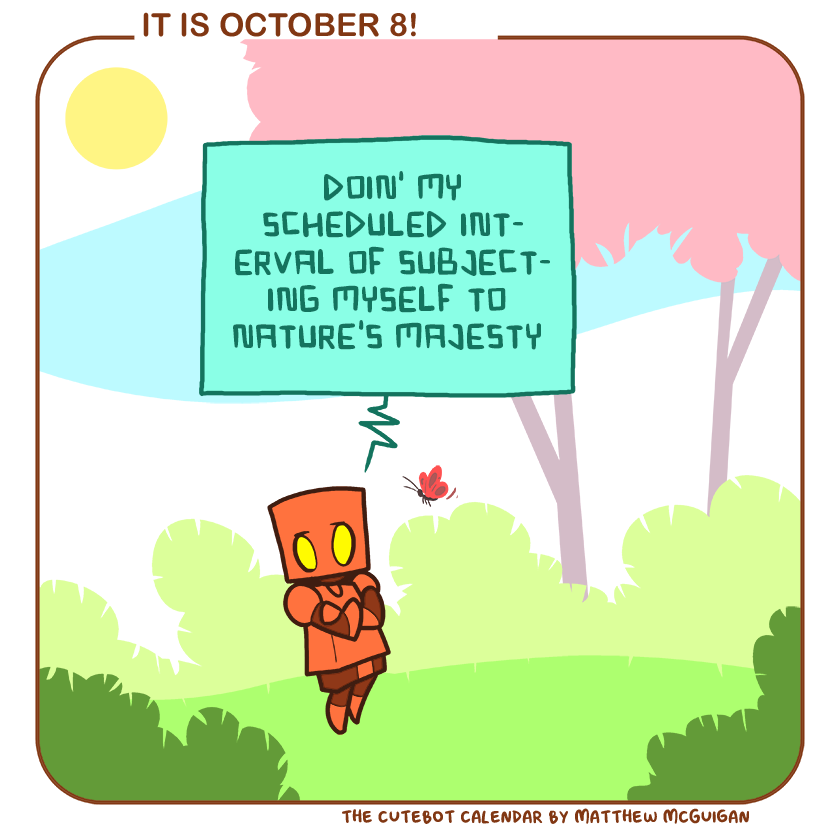 IT IS OCTOBER 8!
DOIN' MY
SCHEDULED INT-
ERVAL OF SUBJECT-
ING MYSELF TO
NATURE'S MAJESTY
THE CUTEBOT CALENDAR BY MATTHEW MCGUIGAN